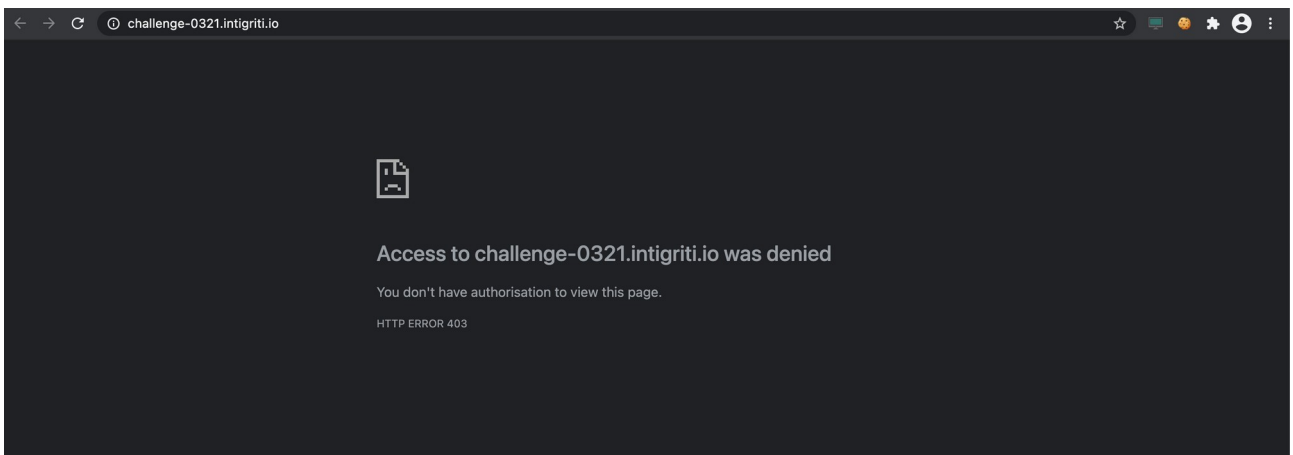 challenge-0321.intigriti.io
Access to challenge-0321.intigriti.io was denied
You don't have authorisation to view this page.
HTTP ERROR 403